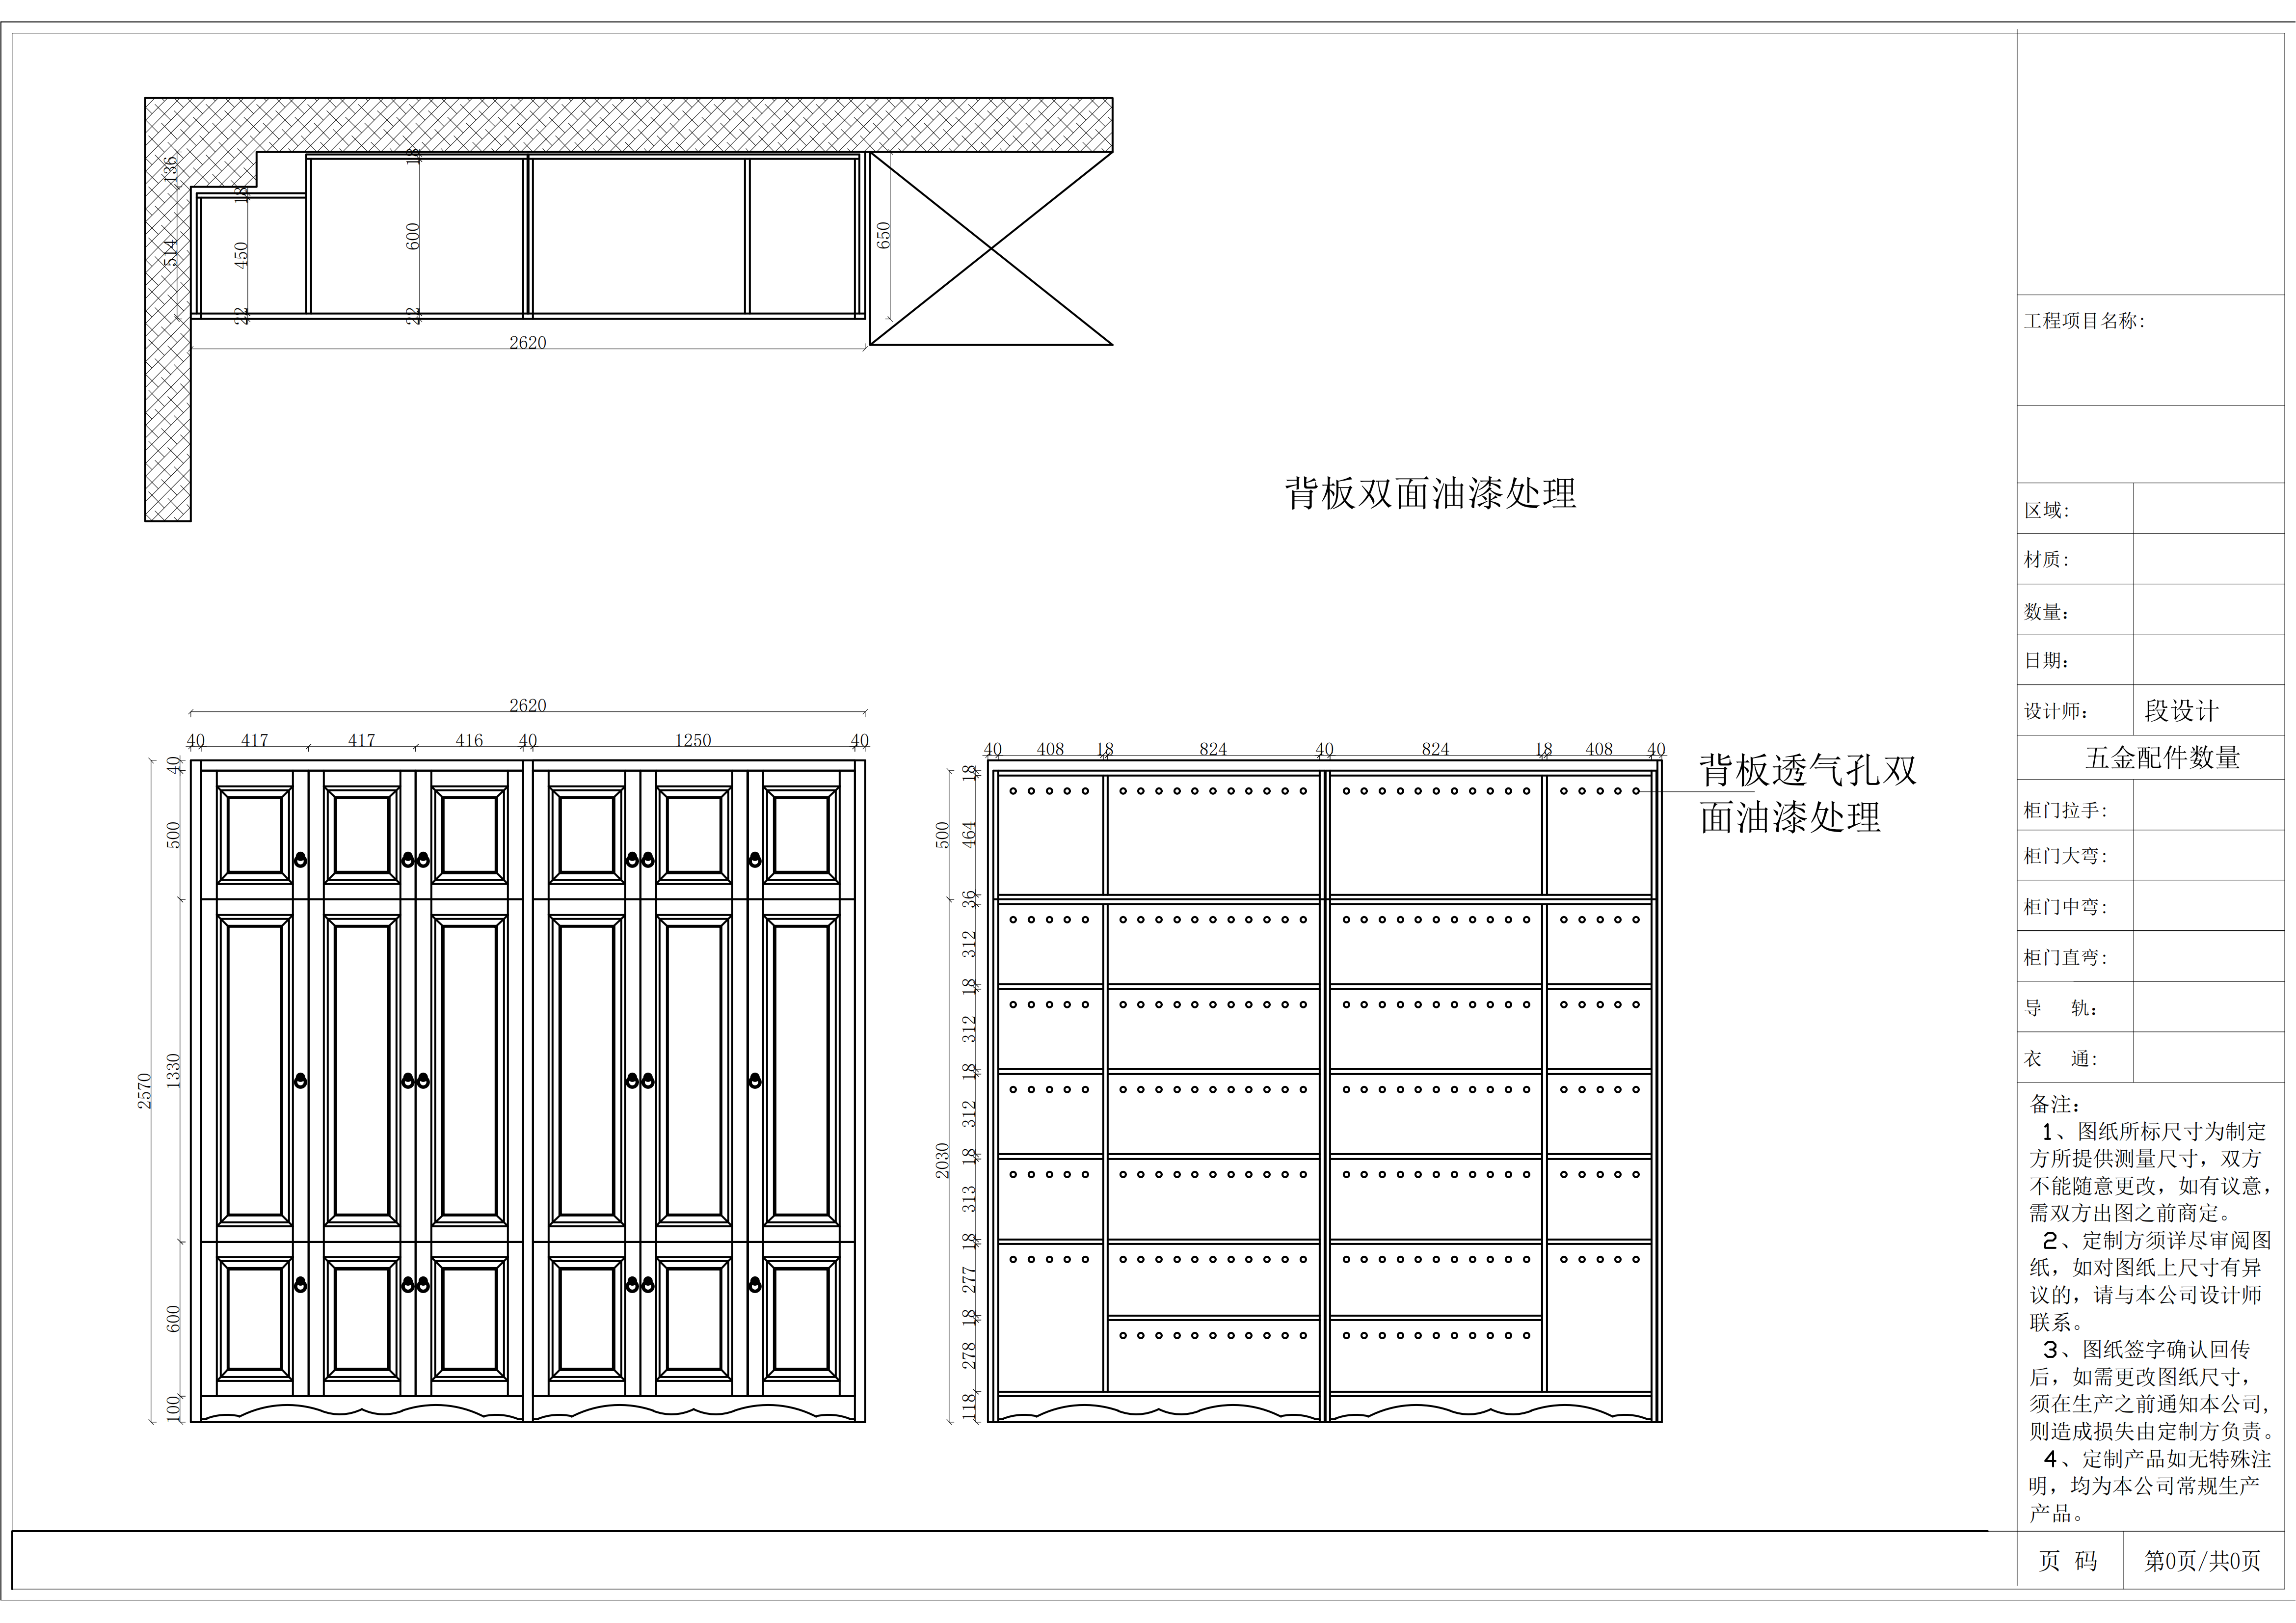 136
18
18
514
450
600
650
22
22
2620
背板双面油漆处理
2620
40 417 417 416 40 1250 40
40
500
1330
2570
600
100
40 408 18 824 40 824 18 408 40
18
500
464
36
312
18
312
18
312
2030
18
313
18
277
18
278
118
背板透气孔双
面油漆处理
工程项目名称:
区域:
材质:
数量:
日期:
设计师: 段设计
五金配件数量
柜门拉手:
柜门大弯:
柜门中弯:
柜门直弯:
导 轨:
衣 通:
备注:
1、图纸所标尺寸为制定
方所提供测量尺寸，双方
不能随意更改，如有议意，
需双方出图之前商定。
2、定制方须详尽审阅图
纸，如对图纸上尺寸有异
议的，请与本公司设计师
联系。
3、图纸签字确认回传
后，如需更改图纸尺寸，
须在生产之前通知本公司,
则造成损失由定制方负责。
4、定制产品如无特殊注
明，均为本公司常规生产
产品。
页 码 第0页/共0页